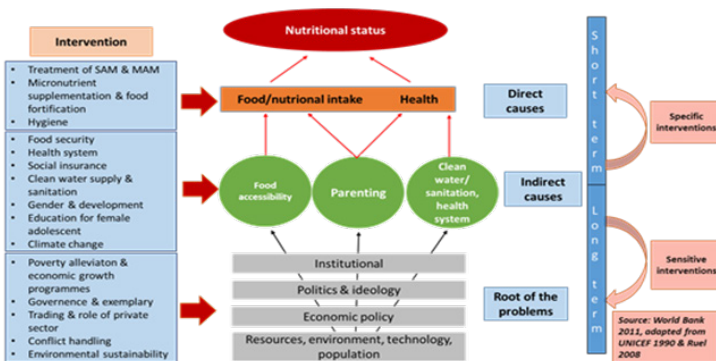 Intervention
Treatment of SAM & MAM
Micronutrient
supplementation & food
fortification
Hygiene
Food security
Health system
Social insurance
Clean water supply &
sanitation
Gender & development
Education for female
adolescent
Climate change
Poverty alleviaton &
economic growth
programmes
Governence & exemplary
Trading & role of private
sector
Conflict handling
Environmental sustainability
Nutritional status
Food/nutrional intake
Health
Food
accessibility
Parenting
Clean
water/
sanitation,
health
system
Institutional
Politics & ideology
Economic policy
Resources, environment, technology,
population
Direct
causes
Indirect
causes
Root of the
problems
Short term
Long term
Specific
interventions
Sensitive
interventions
Source: World Bank
2011, adapted from
UNICEF 1990 & Ruel
2008